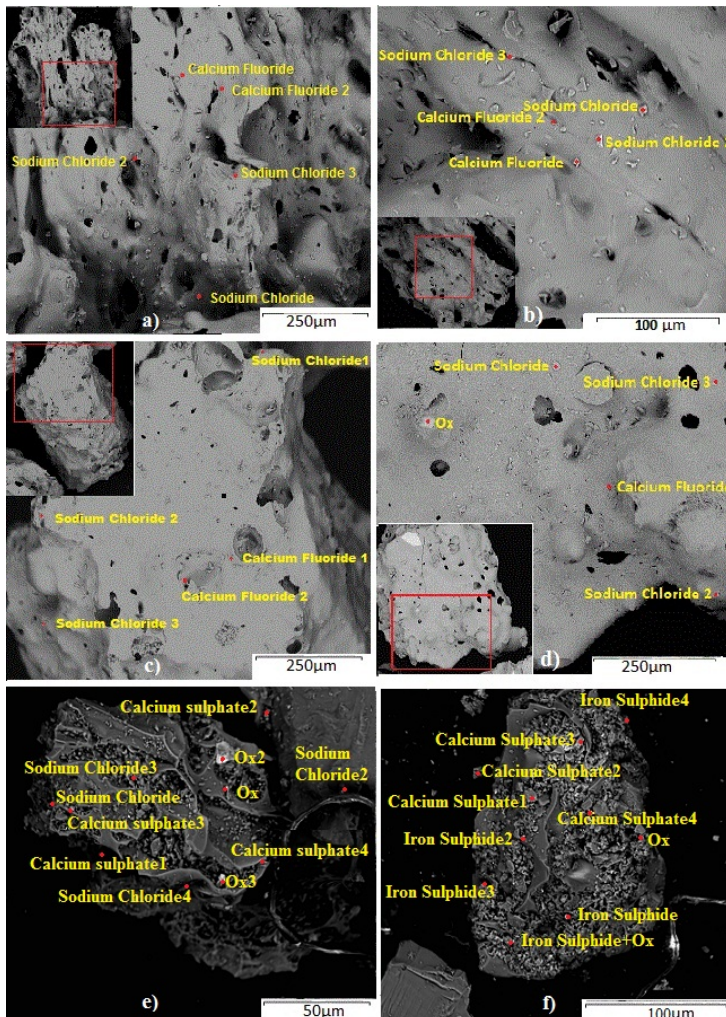 Calcium Fluoride
Calcium Fluoride 2
Sodium Chloride 2
Sodium Chloride 3
Sodium Chloride
a)
250µm
Sodium Chloride 3
Sodium Chloride
Calcium Fluoride 2
Sodium Chloride
Calcium Fluoride
b)
100 µm
Sodium Chloride1
Sodium Chloride 2
Calcium Fluoride 1
Calcium Fluoride 2
Sodium Chloride 3
c)
250µm
Sodium Chloride
Sodium Chloride 3
Ox
Calcium Fluoride
Sodium Chloride 2
d)
250µm
Calcium sulphate2
Ox2
Sodium
Chloride2
Sodium Chloride3
Ox
Sodium Chloride
Calcium sulphate3
Calcium sulphate1
Calcium sulphate4
Ox3
Sodium Chloride4
e)
50µm
Iron Sulphide4
Calcium Sulphate3
Calcium Sulphate2
Calcium Sulphate1
Calcium Sulphate4
Iron Sulphide2
Ox
Iron Sulphide3
Iron Sulphide
Iron Sulphide+Ox
f)
100µm